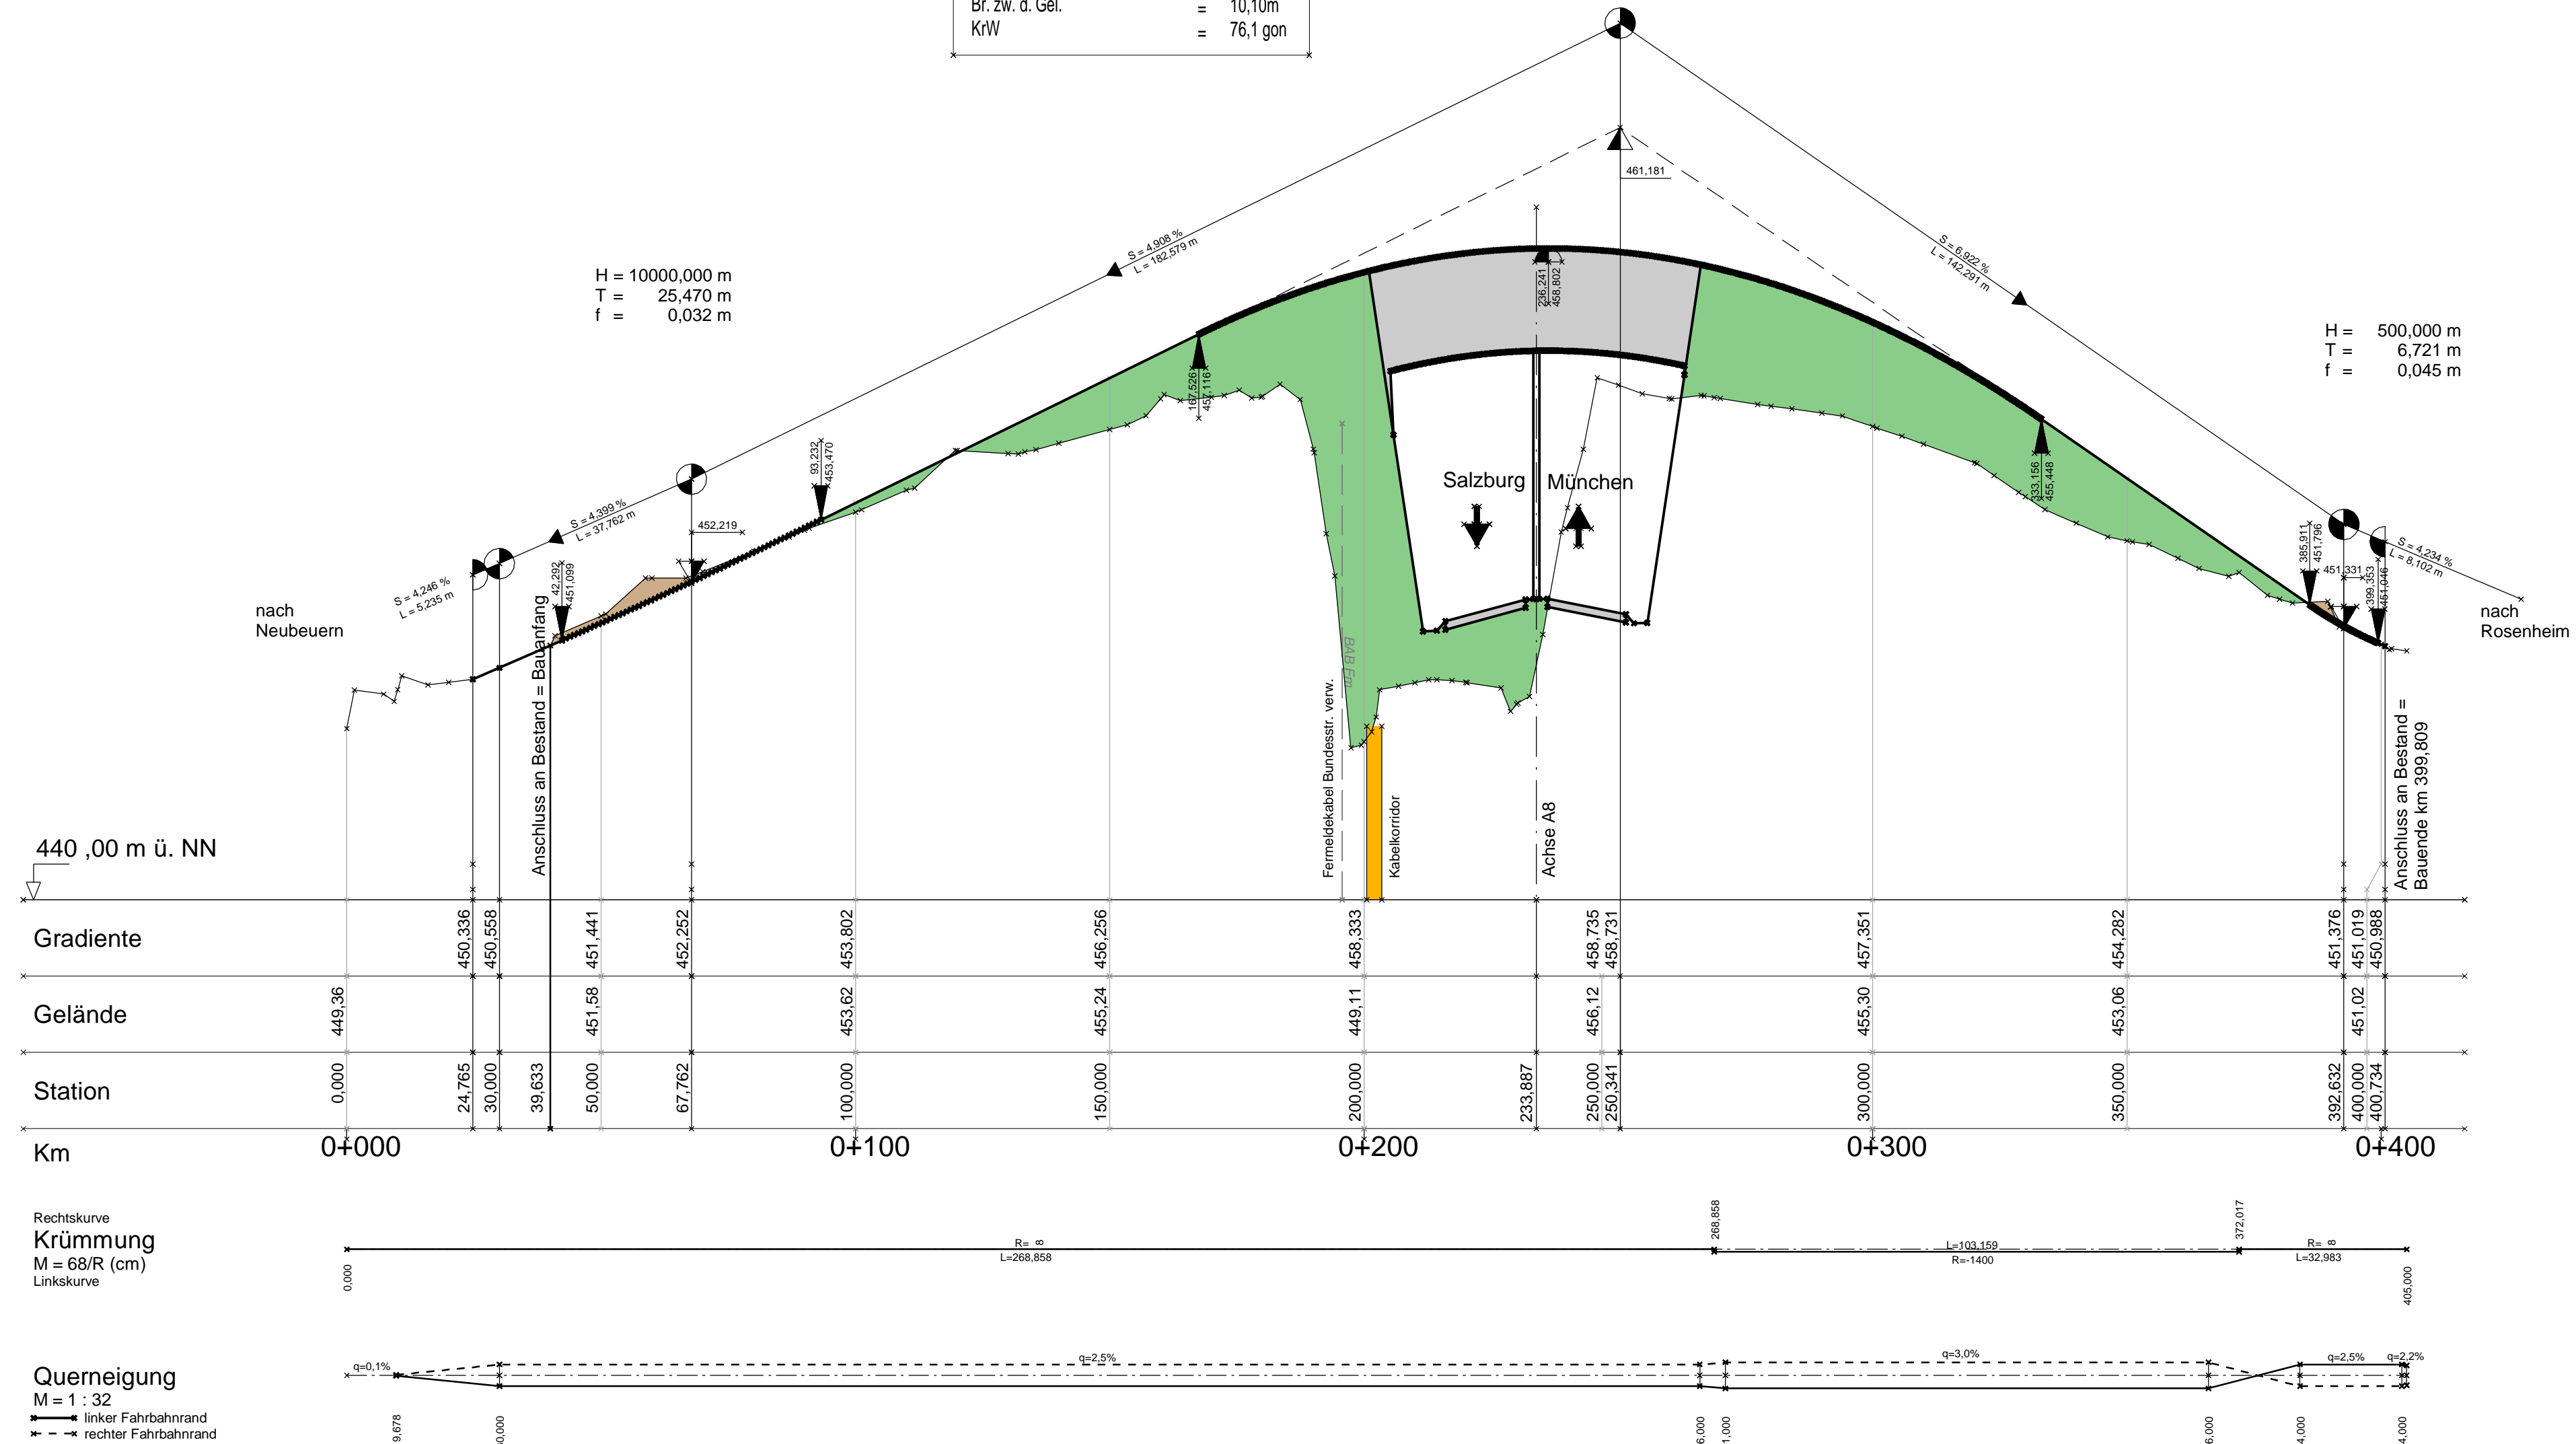 Br. zw. d. Gel. = 10,10m
KrW = 76,1 gon
461,181
S = 4,908 %
L = 182,579 m
S = 6,922 %
L = 142,291 m
H = 10000,000 m
T = 25,470 m
f = 0,032 m
236,241
458,802
H = 500,000 m
T = 6,721 m
f = 0,045 m
167,526
457,116
93,232
453,470
333,156
455,448
Salzburg
München
S = 4,399 %
L = 37,762 m
452,219
S = 4,246 %
L = 5,235 m
42,292
451,099
385,911
451,796
451,331
399,353
451,046
S = 4,234 %
L = 8,102 m
nach
Neubeuern
nach
Rosenheim
Anschluss an Bestand = Bauanfang
Fermeldekabel Bundesstr. verw.
BAB Fm
Kabelkorridor
Achse A8
Anschluss an Bestand =
Bauende km 399,809
440 ,00 m ü. NN
Gradiente
450,336
450,558
451,441
452,252
453,802
456,256
458,333
458,735
458,731
457,351
454,282
451,376
451,019
450,988
Gelände
449,36
451,58
453,62
455,24
449,11
456,12
455,30
453,06
451,02
Station
0,000
24,765
30,000
39,633
50,000
67,762
100,000
150,000
200,000
233,887
250,000
250,341
300,000
350,000
392,632
400,000
400,734
Km
0+000
0+100
0+200
0+300
0+400
Rechtskurve
Krümmung
M = 68/R (cm)
Linkskurve
0,000
R= ∞
L=268,858
268,858
L=103,159
R=-1400
372,017
R= ∞
L=32,983
405,000
Querneigung
M = 1 : 32
linker Fahrbahnrand
rechter Fahrbahnrand
q=0,1%
q=2,5%
q=3,0%
q=2,5%
q=2,2%
9,678
0,000
6,000
1,000
6,000
4,000
4,000